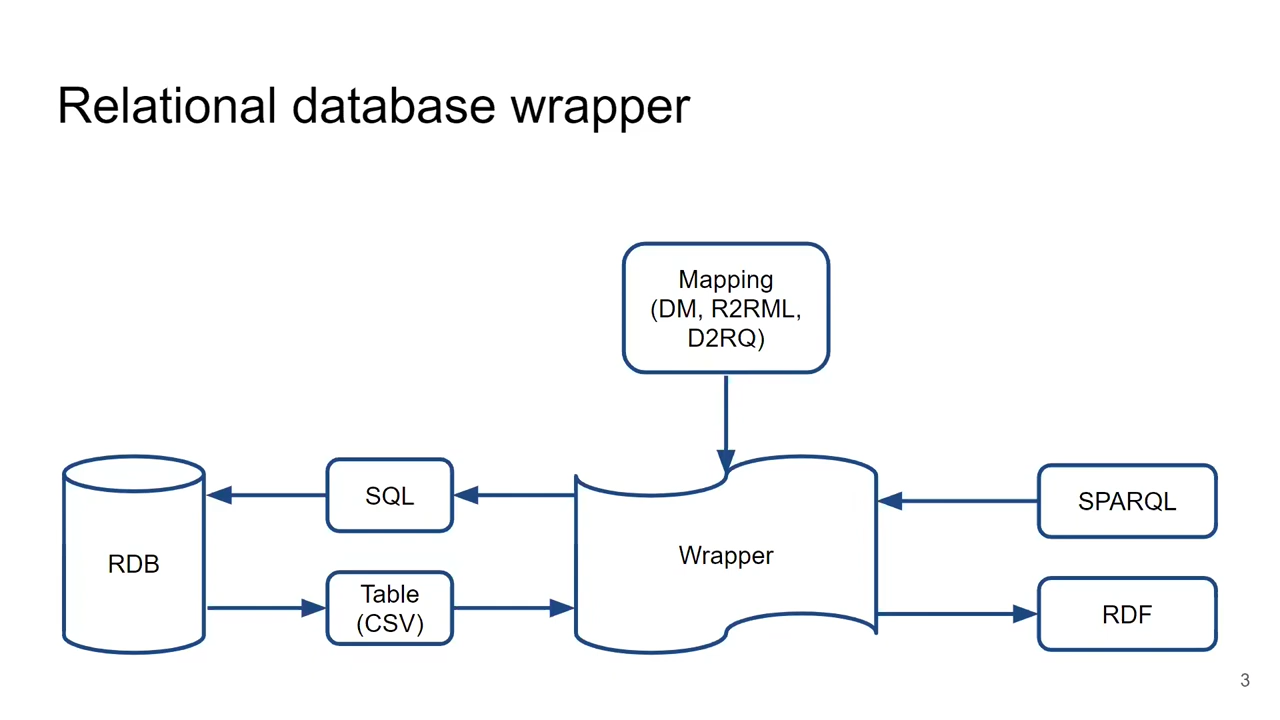 Relational database wrapper
Mapping
(DM, R2RML,
D2RQ)
SQL
SPARQL
RDB
Wrapper
Table
(CSV)
RDF
3